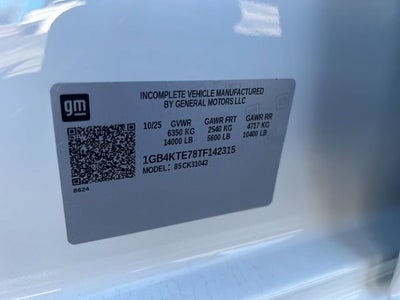 gm
INCOMPLETE VEHICLE MANUFACTURED
BY GENERAL MOTORS LLC
10/25 GVWR GAWR FRT GAWR RR
6350 KG 2540 KG 4717 KG
14000 LB 5600 LB 10400 LB
1GB4KTE78TF142315
MODEL: 85CK31043
8624